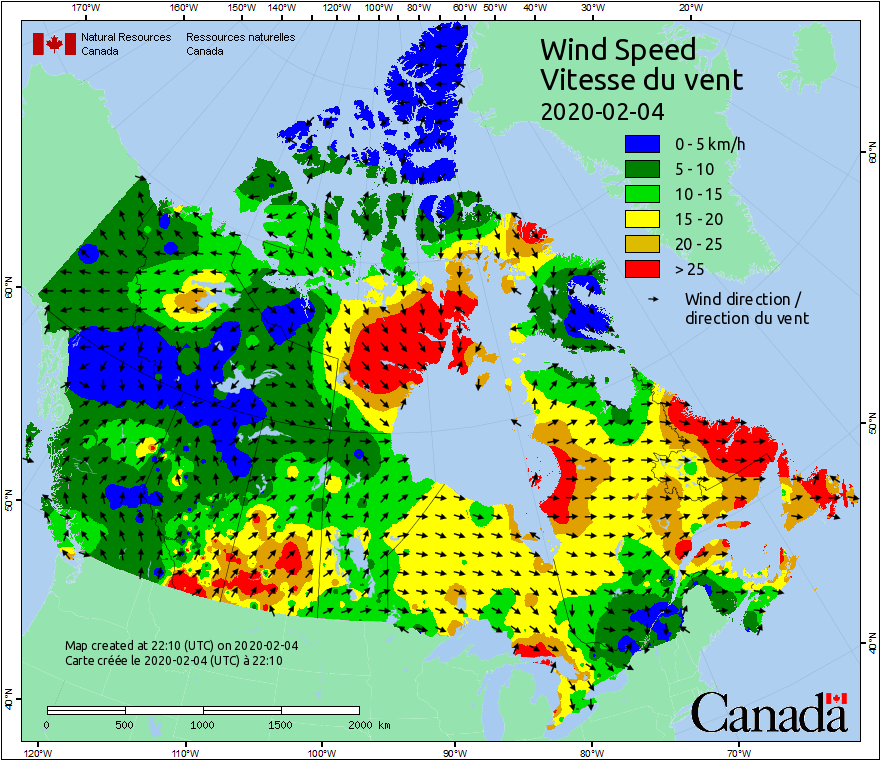 170°W 160°W 150°W 140°W 130°W 120°W 110°W 100°W 90°W 80°W 70°W 60°W 50°W 40°W 30°W 20°W
Natural Resources Ressources naturelles
Canada Canada
Wind Speed
Vitesse du vent
2020-02-04
0 - 5 km/h
5 - 10
10 - 15
15 - 20
20 - 25
> 25
Wind direction /
direction du vent
60°N
50°N
40°N
60°N
50°N
40°N
Map created at 22:10 (UTC) on 2020-02-04
Carte créée le 2020-02-04 (UTC) à 22:10
0 500 1000 1500 2000 km
Canada
120°W 110°W 100°W 90°W 80°W 70°W